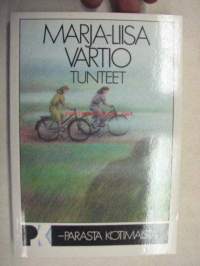 MARJA-LIISA
VARTIO
TUNTEET
PK -PARASTA KOTIMAISTA